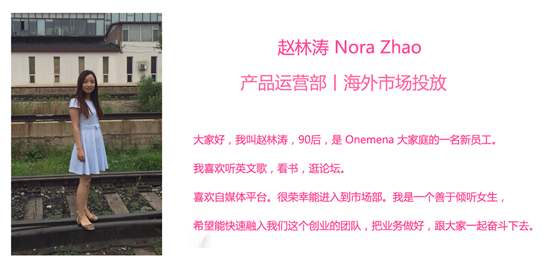 赵林涛 Nora Zhao
产品运营部丨海外市场投放
大家好，我叫赵林涛，90后，是 Onemena 大家庭的一名新员工。
我喜欢听英文歌，看书，逛论坛。
喜欢自媒体平台。很荣幸能进入到市场部。我是一个善于倾听女生，
希望能快速融入我们这个创业的团队，把业务做好，跟大家一起奋斗下去。